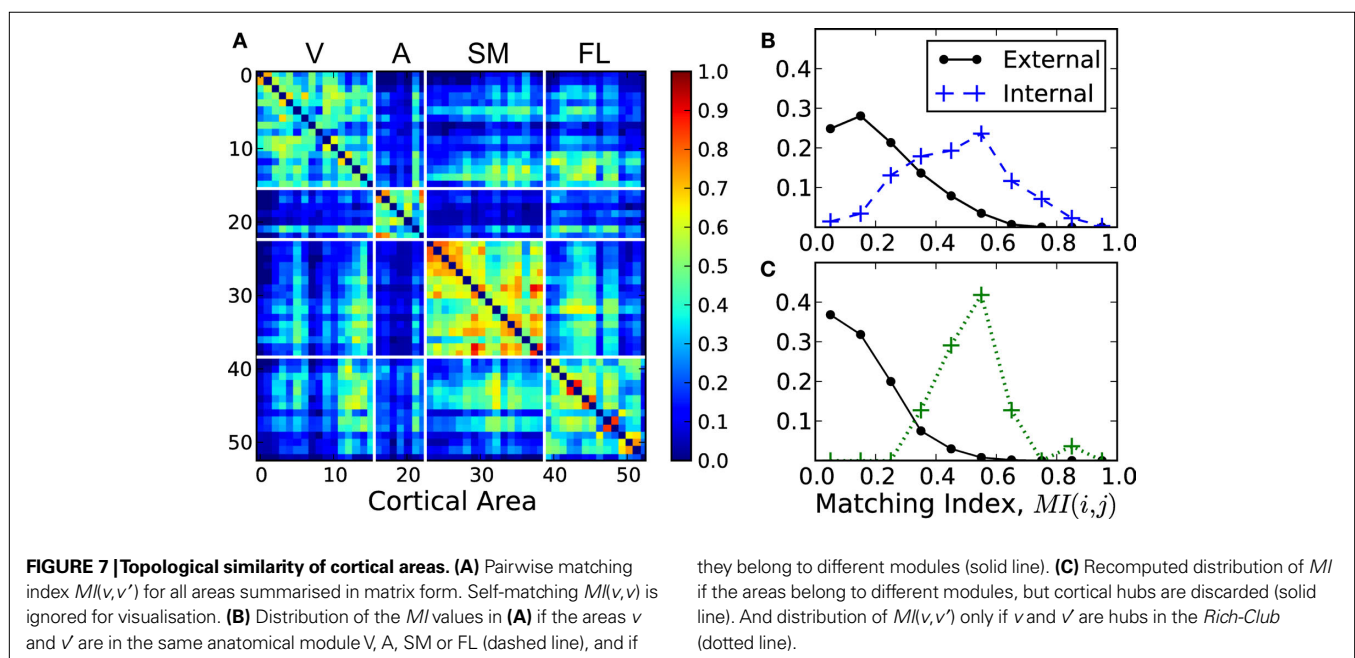 A
V A SM FL
0
10
20
30
40
50
0 10 20 30 40 50
Cortical Area
1.0
0.9
0.8
0.7
0.6
0.5
0.4
0.3
0.2
0.1
0.0
B
External
Internal
0.4
0.3
0.2
0.1
0.0 0.2 0.4 0.6 0.8 1.0
C
0.4
0.3
0.2
0.1
0.0 0.2 0.4 0.6 0.8 1.0
Matching Index, MI(i,j)
FIGURE 7 | Topological similarity of cortical areas. (A) Pairwise matching
index MI(v,v′) for all areas summarised in matrix form. Self-matching MI(v,v) is
ignored for visualisation. (B) Distribution of the MI values in (A) if the areas v
and v′ are in the same anatomical module V, A, SM or FL (dashed line), and if
they belong to different modules (solid line). (C) Recomputed distribution of MI
if the areas belong to different modules, but cortical hubs are discarded (solid
line). And distribution of MI(v,v′) only if v and v′ are hubs in the Rich-Club
(dotted line).